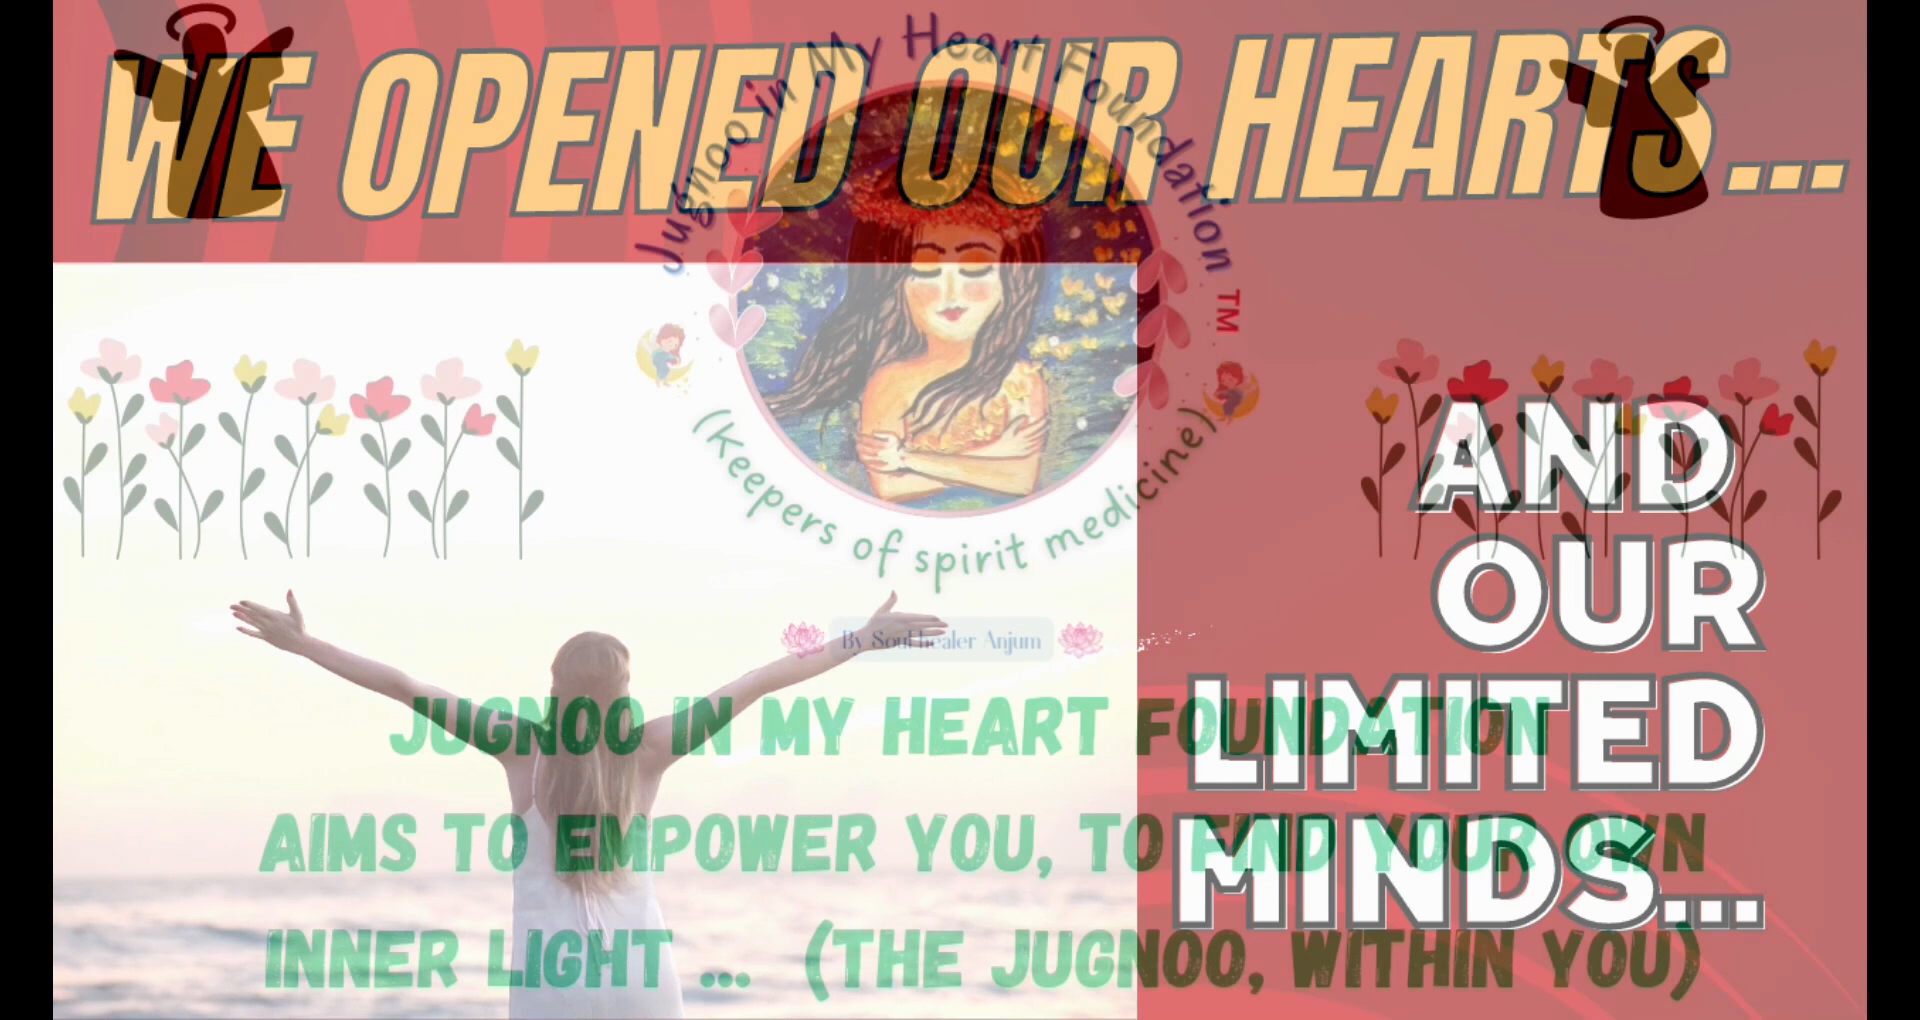 WE OPENED OUR HEARTS...
Jugnoo in My Heart Foundation TM
(Keepers of spirit medicine)
By Soul healer Anjum
AND
OUR
LIMITED
MINDS...
JUGNOO IN MY HEART FOUNDATION
AIMS TO EMPOWER YOU, TO FIND YOUR OWN
INNER LIGHT ... (THE JUGNOO, WITHIN YOU)